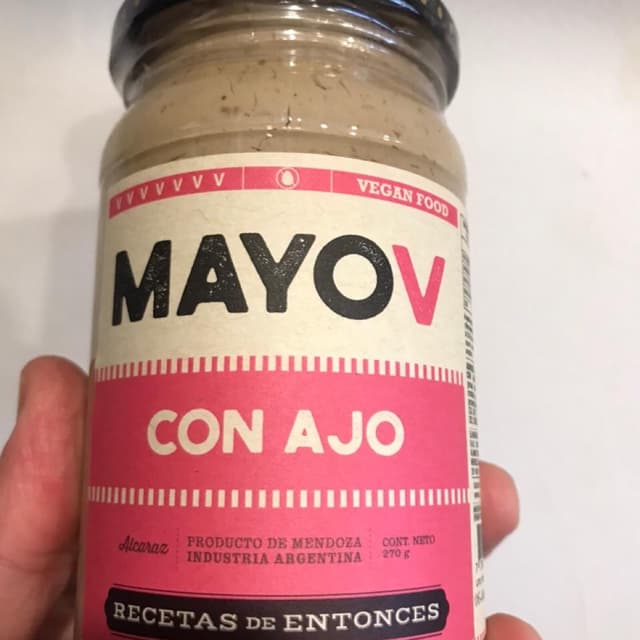 VVVVVVV VEGAN FOOD
MAYOV
CON AJO
Alcaraz
PRODUCTO DE MENDOZA
INDUSTRIA ARGENTINA
CONT. NETO
270 g
RECETAS DE ENTONCES